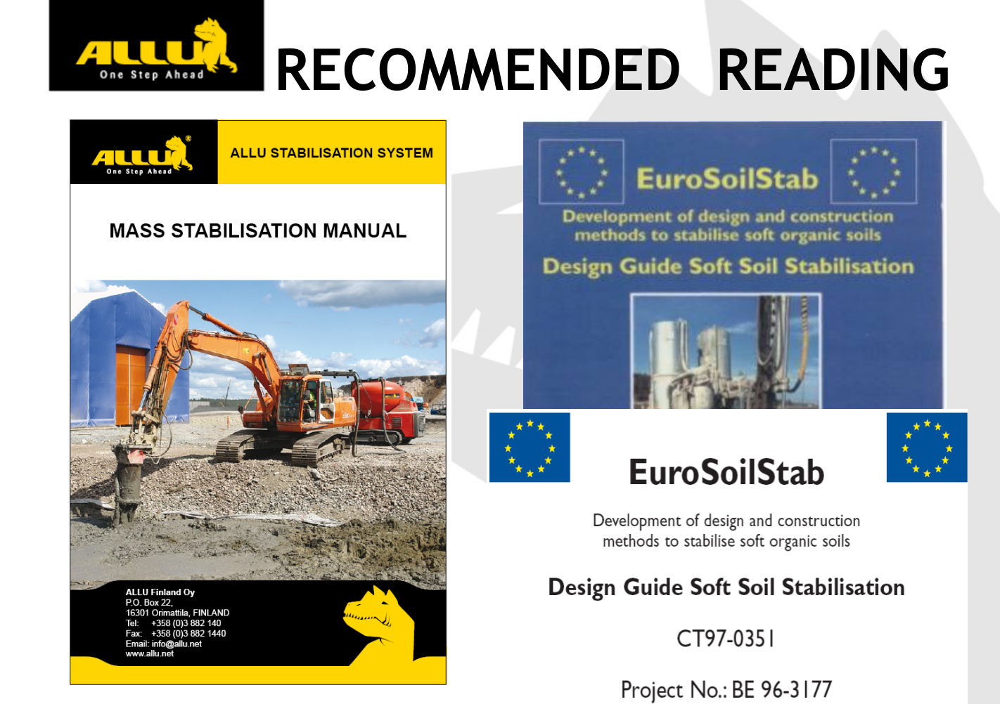 ALLU
One Step Ahead
RECOMMENDED READING
ALLU®
One Step Ahead
ALLU STABILISATION SYSTEM
MASS STABILISATION MANUAL
ALLU Finland Oy
P.O. Box 22,
16301 Orimattila, FINLAND
Tel: +358 (0)3 882 140
Fax: +358 (0)3 882 1440
Email: info@allu.net
www.allu.net
EuroSoilStab
Development of design and construction
methods to stabilise soft organic soils
Design Guide Soft Soil Stabilisation
EuroSoilStab
Development of design and construction
methods to stabilise soft organic soils
Design Guide Soft Soil Stabilisation
CT97-0351
Project No.: BE 96-3177